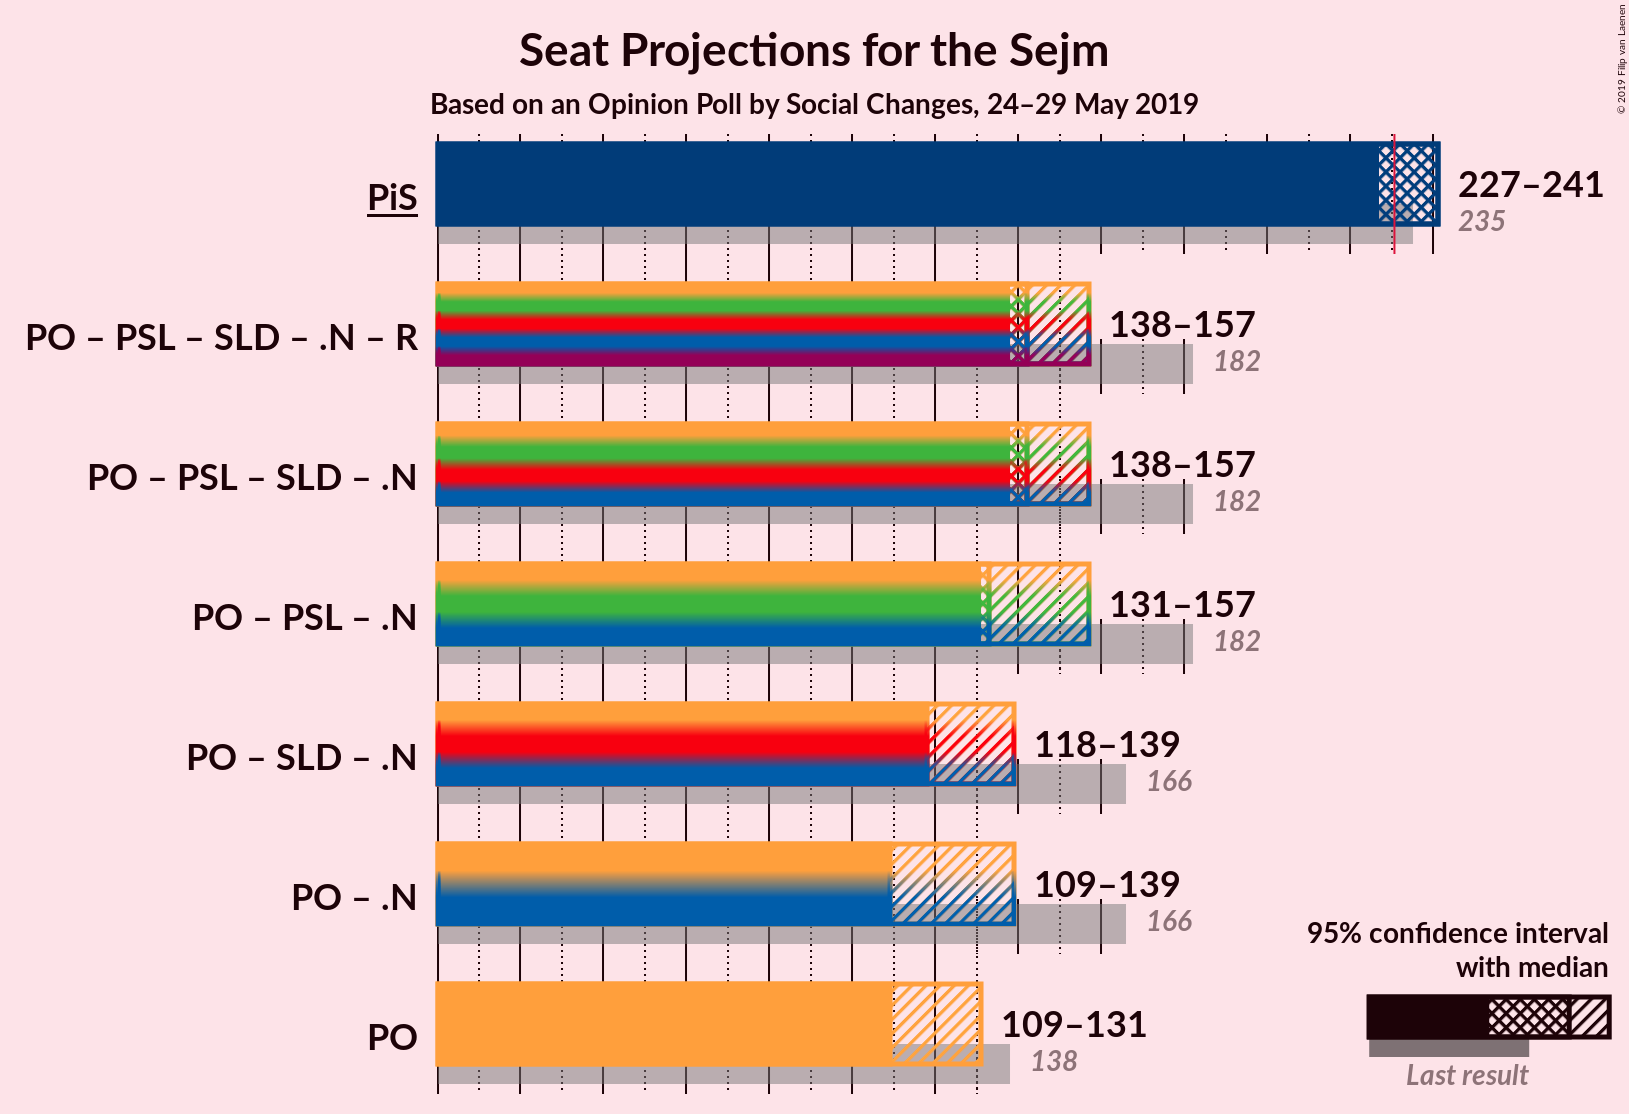 Seat Projections for the Sejm
Based on an Opinion Poll by Social Changes, 24–29 May 2019
© 2019 Filip van Laenen
PiS
227–241
235
PO – PSL – SLD – .N – R
138–157
182
PO – PSL – SLD – .N
138–157
182
PO – PSL – .N
131–157
182
PO – SLD – .N
118–139
166
PO – .N
109–139
166
PO
109–131
138
95% confidence interval
with median
Last result